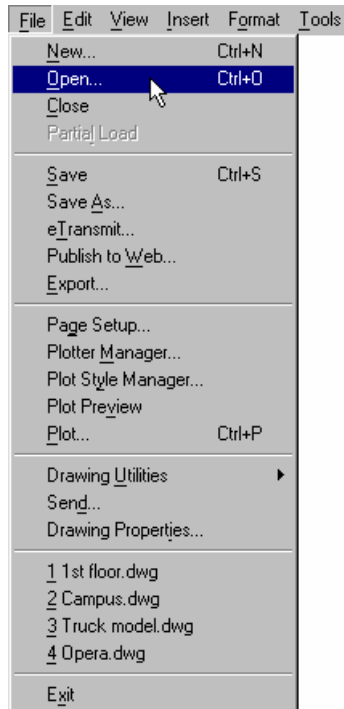 File Edit View Insert Format Tools
New... Ctrl+N
Open... Ctrl+O
Close
Partial Load
Save Ctrl+S
Save As...
eTransmit...
Publish to Web...
Export...
Page Setup...
Plotter Manager...
Plot Style Manager...
Plot Preview
Plot... Ctrl+P
Drawing Utilities
Send...
Drawing Properties...
1 1st floor.dwg
2 Campus.dwg
3 Truck model.dwg
4 Opera.dwg
Exit